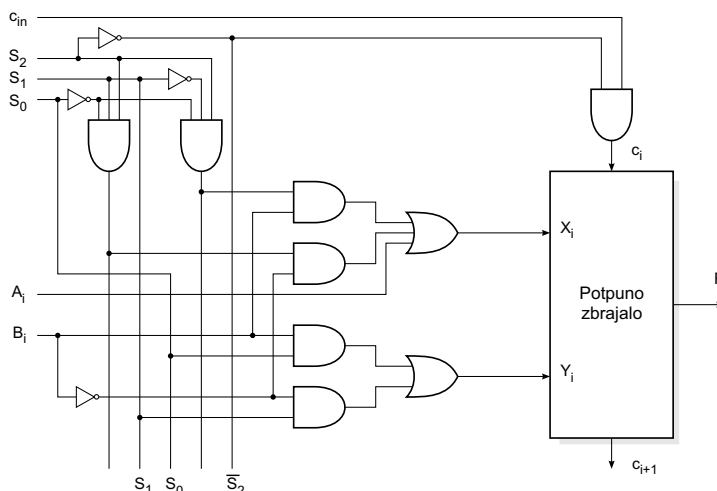 c_in
S_2
S_1
S_0
c_i
X_i
A_i
Potpuno
zbrajalo
F
B_i
Y_i
S_1 S_0 S̅_2
c_i+1